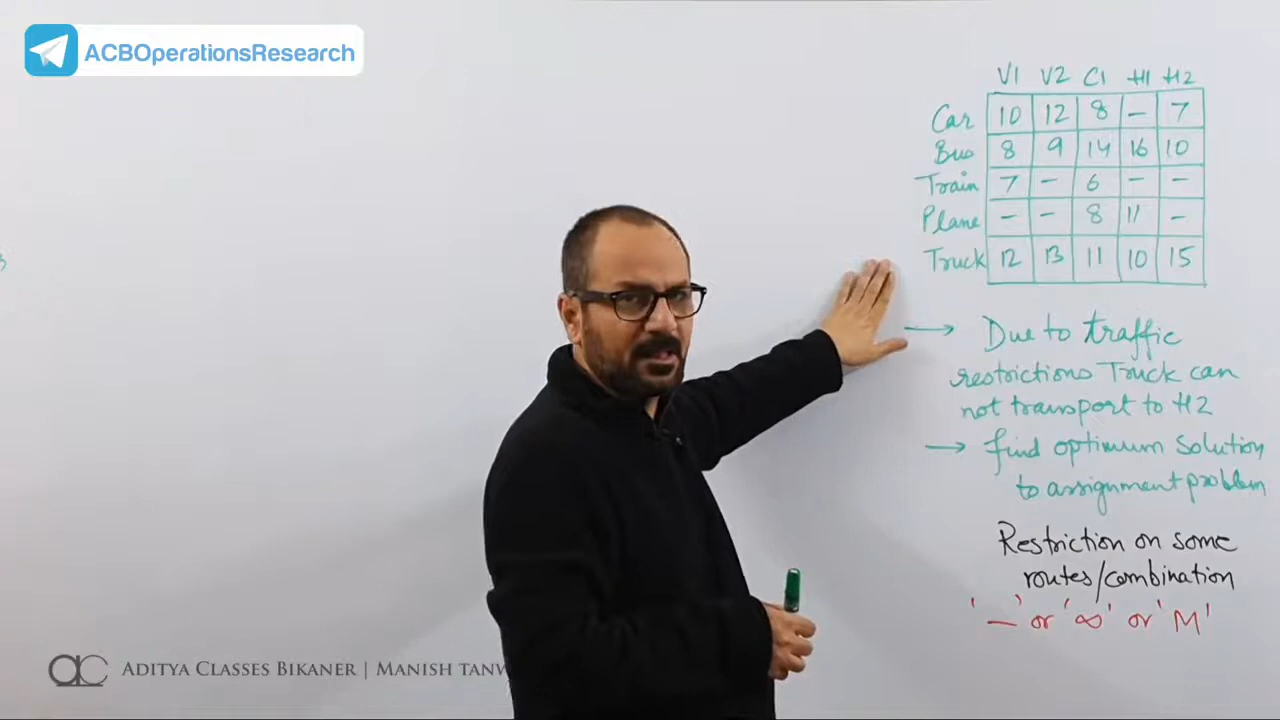 ACBOperationsResearch
V1 V2 C1 H1 H2
Car 10 12 8 – 7
Bus 8 9 14 16 10
Train 7 – 6 – –
Plane – – 8 11 –
Truck 12 13 11 10 15
→ Due to traffic
restrictions Truck can
not transport to H2
→ find optimum solution
to assignment problem
Restriction on some
routes/combination
'—' or '∞' or 'M'
ac ADITYA CLASSES BIKANER | MANISH TANW